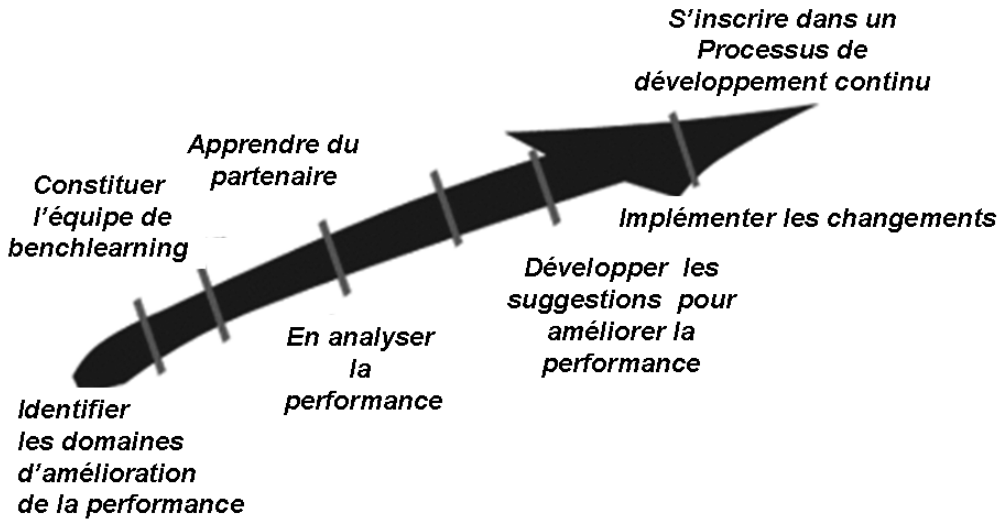 S’inscrire dans un
Processus de
développement continu
Apprendre du
partenaire
Constituer
l’équipe de
benchlearning
Implémenter les changements
Développer les
suggestions pour
améliorer la
performance
En analyser
la
performance
Identifier
les domaines
d’amélioration
de la performance